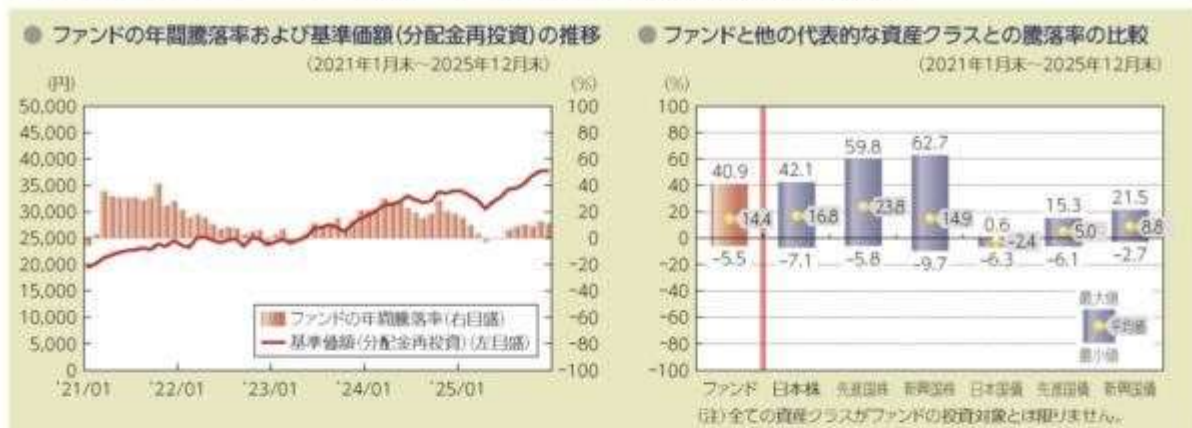 ● ファンドの年間騰落率および基準価額(分配金再投資)の推移
(2021年1月末～2025年12月末)
(円)
(%)
50,000
45,000
40,000
35,000
30,000
25,000
20,000
15,000
10,000
5,000
0
100
80
60
40
20
0
-20
-40
-60
-80
-100
ファンドの年間騰落率(右目盛)
基準価額(分配金再投資)(左目盛)
'21/01 '22/01 '23/01 '24/01 '25/01
● ファンドと他の代表的な資産クラスとの騰落率の比較
(2021年1月末～2025年12月末)
(%)
100
80
60
40
20
0
-20
-40
-60
-80
-100
40.9 42.1 59.8 62.7 0.6 15.3 21.5
14.4 16.8 23.8 14.9 -2.4 5.0 8.8
-5.5 -7.1 -5.8 -9.7 -6.3 -6.1 -2.7
最大値
平均値
最小値
ファンド 日本株 先進国株 新興国株 日本国債 先進国債 新興国債
(注)全ての資産クラスがファンドの投資対象とは限りません。